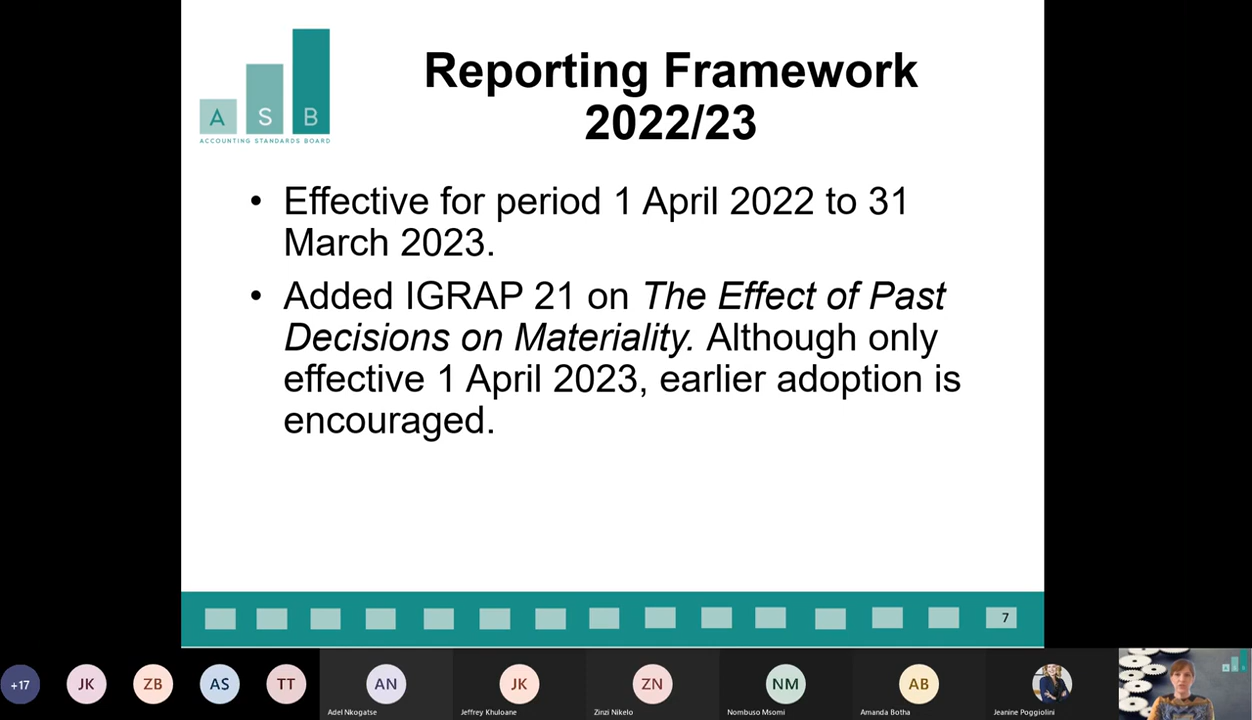 A S B
ACCOUNTING STANDARDS BOARD
Reporting Framework
2022/23
• Effective for period 1 April 2022 to 31
March 2023.
• Added IGRAP 21 on The Effect of Past
Decisions on Materiality. Although only
effective 1 April 2023, earlier adoption is
encouraged.
7
+17 JK ZB AS TT AN JK ZN NM AB
Adel Nkogatse Jeffrey Khuloane Zinzi Nikelo Nombuso Msomi Amanda Botha Jeanine Poggiolini